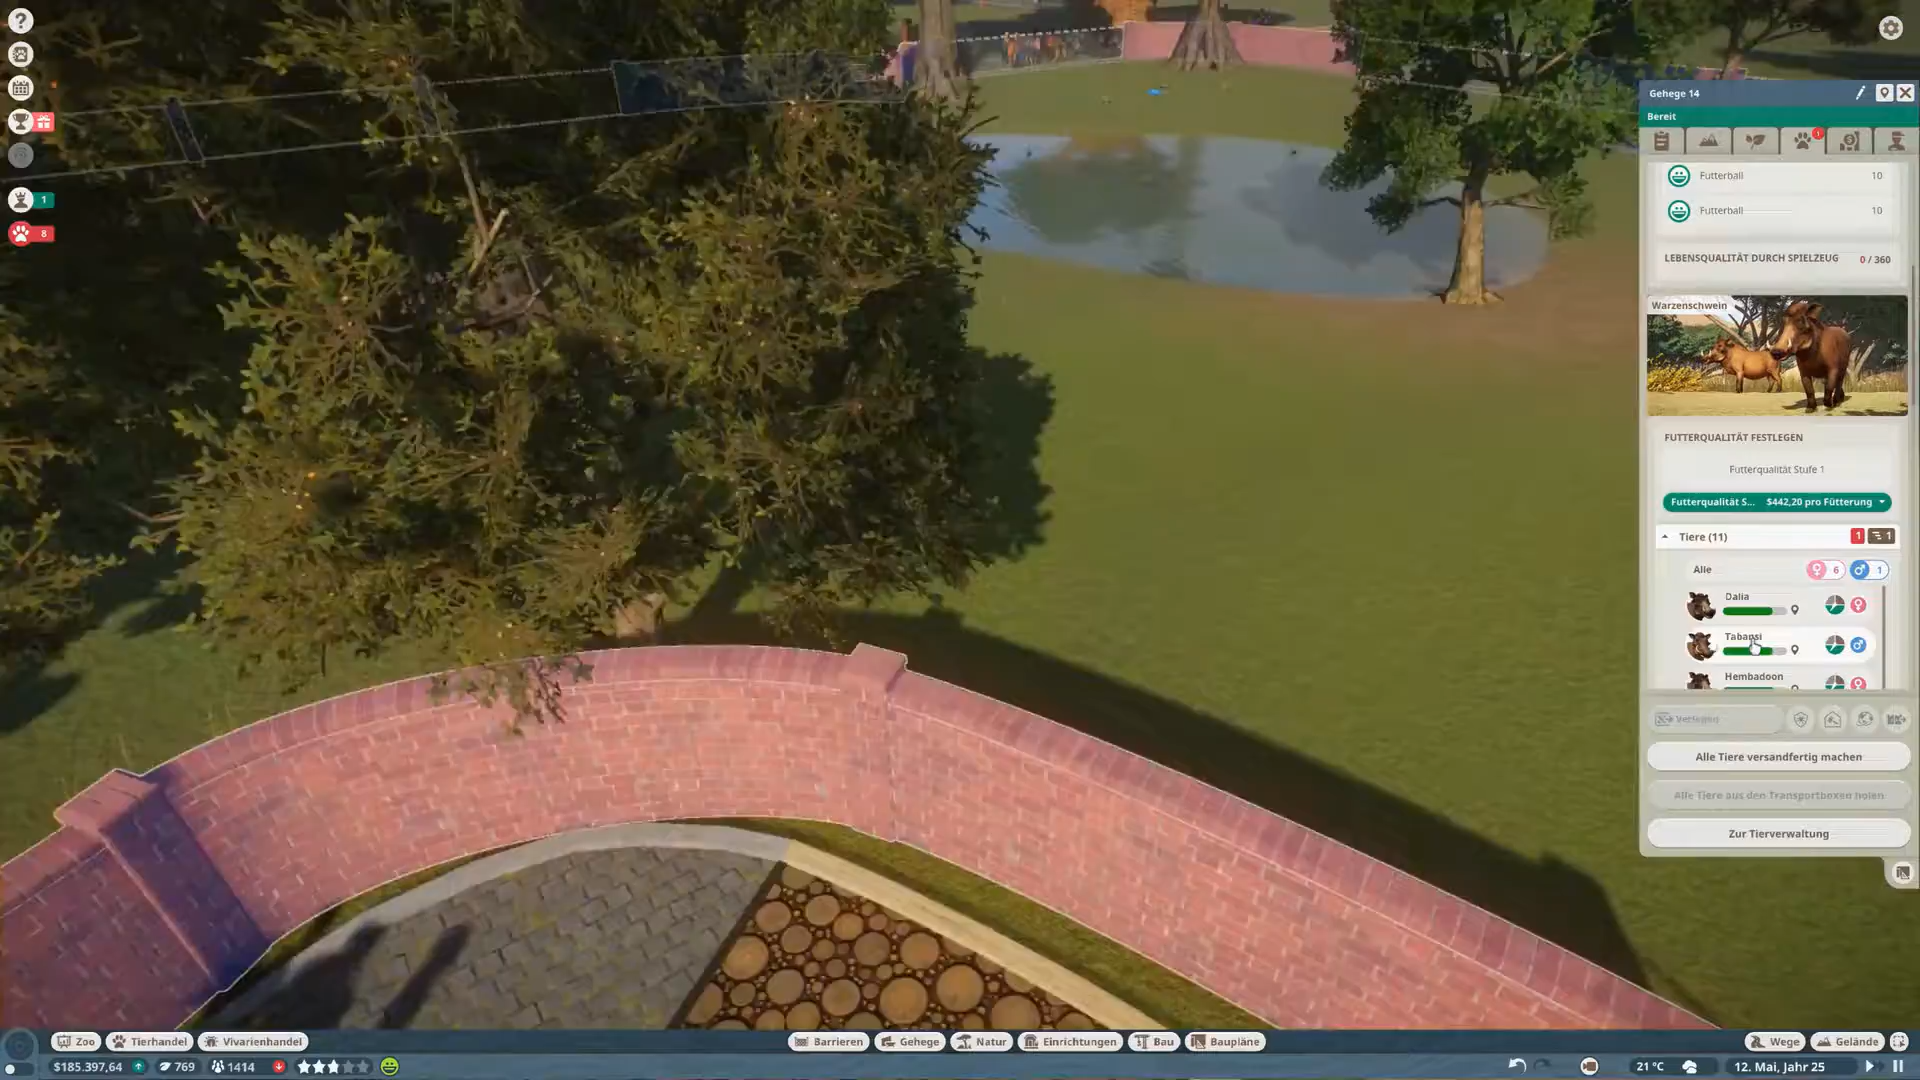 ?
1
8
Gehege 14
Bereit
1
Futterball 10
Futterball 10
LEBENSQUALITÄT DURCH SPIELZEUG 0 / 360
Warzenschwein
FUTTERQUALITÄT FESTLEGEN
Futterqualität Stufe 1
Futterqualität S... $442,20 pro Fütterung
Tiere (11) 1 1
Alle 6 1
Dalia
Tabansi
Hembadoon
Verlegen
Alle Tiere versandfertig machen
Alle Tiere aus den Transportboxen holen
Zur Tierverwaltung
Zoo Tierhandel Vivarienhandel Barrieren Gehege Natur Einrichtungen Bau Baupläne Wege Gelände
$185.397,64 769 1414 21 °C 12. Mai, Jahr 25